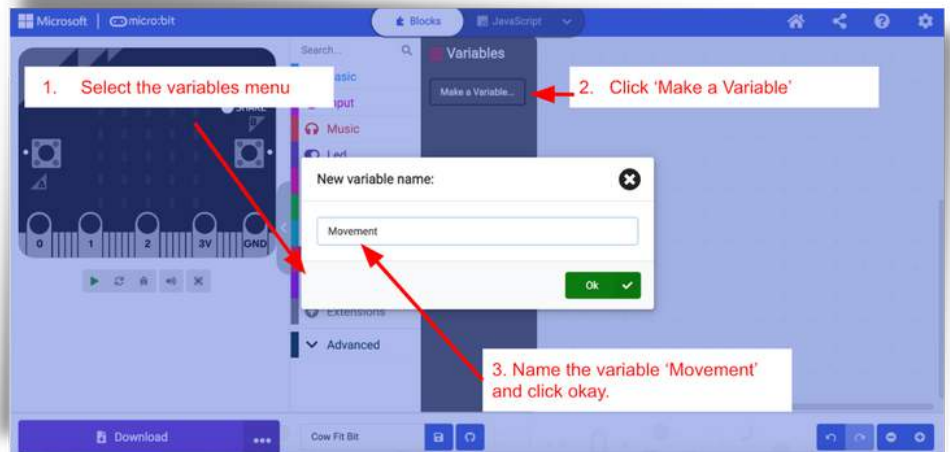 Microsoft | micro:bit
Blocks
JavaScript
Search...
Variables
1. Select the variables menu
Make a Variable...
2. Click 'Make a Variable'
SHAKE
Music
Led
New variable name:
Movement
Ok
0 1 2 3V GND
Extensions
Advanced
3. Name the variable 'Movement'
and click okay.
Download
Cow Fit Bit